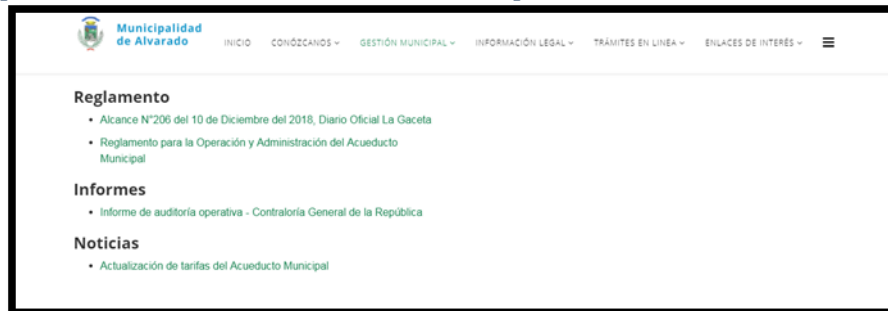 Municipalidad
de Alvarado
INICIO CONÓZCANOS GESTIÓN MUNICIPAL INFORMACIÓN LEGAL TRÁMITES EN LINEA ENLACES DE INTERÉS
Reglamento
• Alcance N°206 del 10 de Diciembre del 2018, Diario Oficial La Gaceta
• Reglamento para la Operación y Administración del Acueducto
Municipal
Informes
• Informe de auditoría operativa - Contraloría General de la República
Noticias
• Actualización de tarifas del Acueducto Municipal